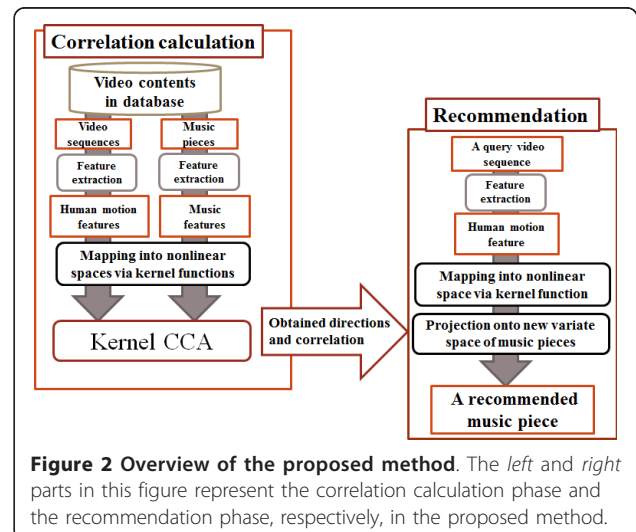 Correlation calculation
Video contents
in database
Video
sequences
Music
pieces
Feature
extraction
Feature
extraction
Human motion
features
Music
features
Mapping into nonlinear
spaces via kernel functions
Kernel CCA
Obtained directions
and correlation
Recommendation
A query video
sequence
Feature
extraction
Human motion
feature
Mapping into nonlinear
space via kernel function
Projection onto new variate
space of music pieces
A recommended
music piece
Figure 2 Overview of the proposed method. The left and right
parts in this figure represent the correlation calculation phase and
the recommendation phase, respectively, in the proposed method.